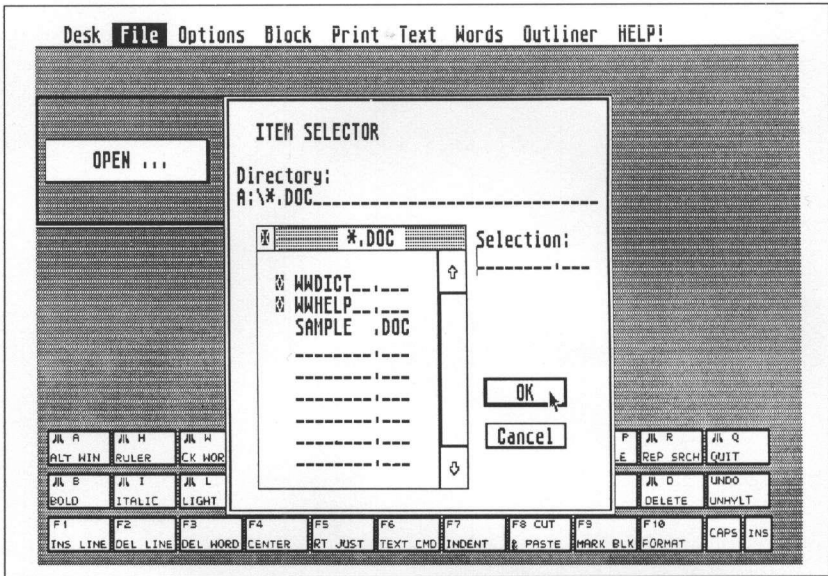 Desk File Options Block Print Text Words Outliner HELP!
OPEN ...
ITEM SELECTOR
Directory:
A:\*.DOC
*.DOC
Selection:
WWDICT
WWHELP
SAMPLE .DOC
OK
Cancel
A H W P R Q
ALT WIN RULER CK WOR LE REP SRCH QUIT
B I L D UNDO
BOLD ITALIC LIGHT DELETE UNHYLT
F1 F2 F3 F4 F5 F6 F7 F8 CUT F9 F10
INS LINE DEL LINE DEL WORD CENTER RT JUST TEXT CMD INDENT & PASTE MARK BLK FORMAT CAPS INS